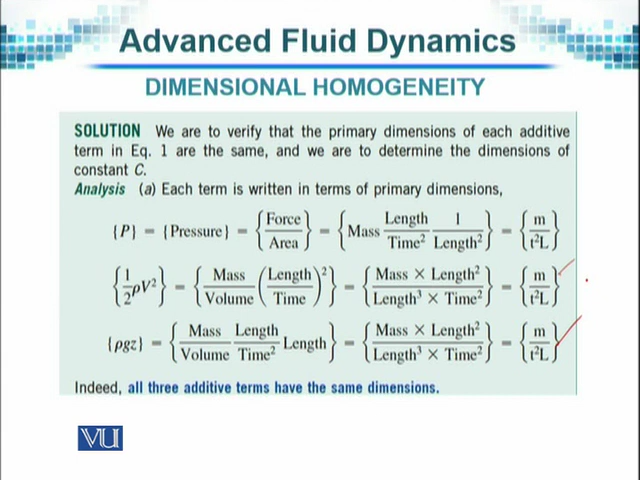 Advanced Fluid Dynamics
DIMENSIONAL HOMOGENEITY
SOLUTION We are to verify that the primary dimensions of each additive
term in Eq. 1 are the same, and we are to determine the dimensions of
constant C.
Analysis (a) Each term is written in terms of primary dimensions,
{P} = {Pressure} = {Force/Area} = {Mass Length/Time² 1/Length²} = {m/t²L}
{1/2 ρV²} = {Mass/Volume (Length/Time)²} = {Mass × Length²/Length³ × Time²} = {m/t²L}
{ρgz} = {Mass/Volume Length/Time² Length} = {Mass × Length²/Length³ × Time²} = {m/t²L}
Indeed, all three additive terms have the same dimensions.
VU